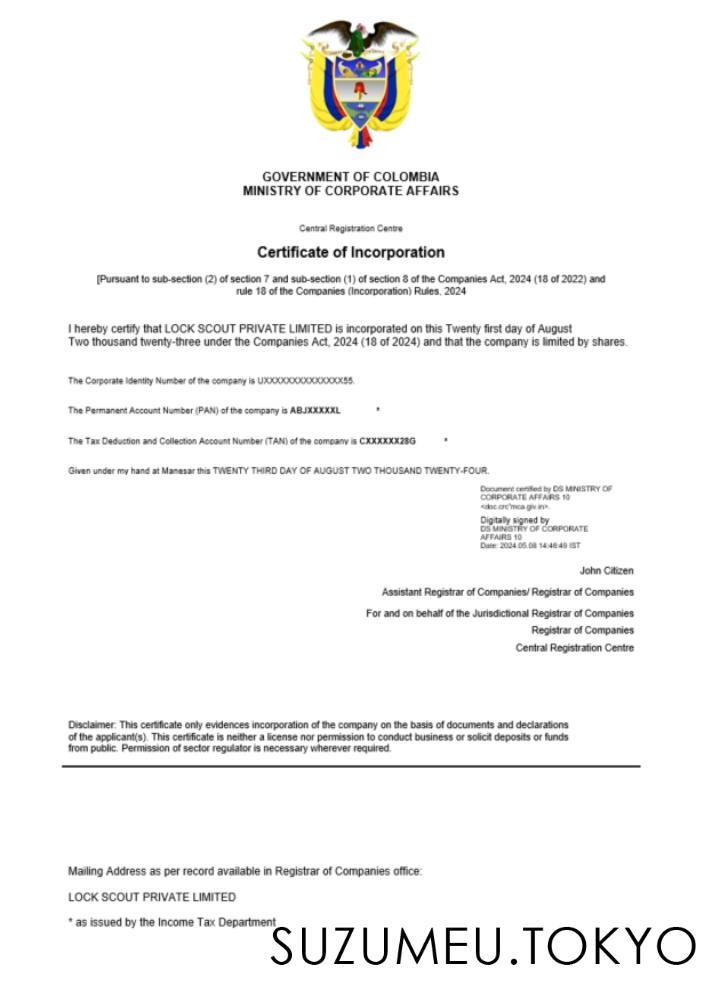 GOVERNMENT OF COLOMBIA
MINISTRY OF CORPORATE AFFAIRS
Central Registration Centre
Certificate of Incorporation
[Pursuant to sub-section (2) of section 7 and sub-section (1) of section 8 of the Companies Act, 2024 (18 of 2022) and
rule 18 of the Companies (Incorporation) Rules, 2024
I hereby certify that LOCK SCOUT PRIVATE LIMITED is incorporated on this Twenty first day of August
Two thousand twenty-three under the Companies Act, 2024 (18 of 2024) and that the company is limited by shares.
The Corporate Identity Number of the company is UXXXXXXXXXXXXXX55.
The Permanent Account Number (PAN) of the company is ABJXXXXXL *
The Tax Deduction and Collection Account Number (TAN) of the company is CXXXXXX28G *
Given under my hand at Manesar this TWENTY THIRD DAY OF AUGUST TWO THOUSAND TWENTY-FOUR.
Document certified by DS MINISTRY OF
CORPORATE AFFAIRS 10
<doc.crc"mca.giv in>.
Digitally signed by
DS MINISTRY OF CORPORATE
AFFAIRS 10
Date: 2024.05.08 14:46:49 IST
John Citizen
Assistant Registrar of Companies/ Registrar of Companies
For and on behalf of the Jurisdictional Registrar of Companies
Registrar of Companies
Central Registration Centre
Disclaimer: This certificate only evidences incorporation of the company on the basis of documents and declarations
of the applicant(s). This certificate is neither a license nor permission to conduct business or solicit deposits or funds
from public. Permission of sector regulator is necessary wherever required.
Mailing Address as per record available in Registrar of Companies office:
LOCK SCOUT PRIVATE LIMITED
* as issued by the Income Tax Department
SUZUMEU.TOKYO